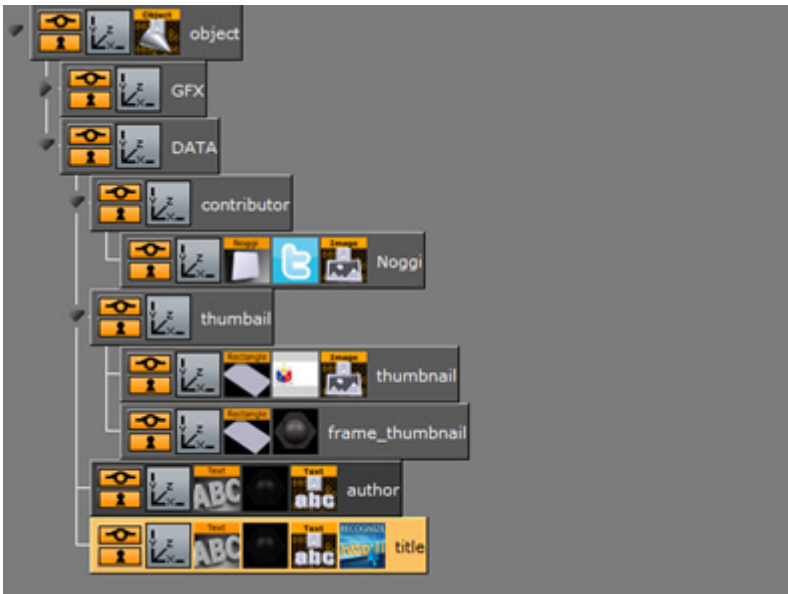 Object
object
GFX
DATA
contributor
Noggi
Image
Noggi
thumbail
Rectangle
Image
thumbnail
Rectangle
frame_thumbnail
Text
ABC
Text
abc
author
Text
ABC
Text
abc
RECOGNIZE
title